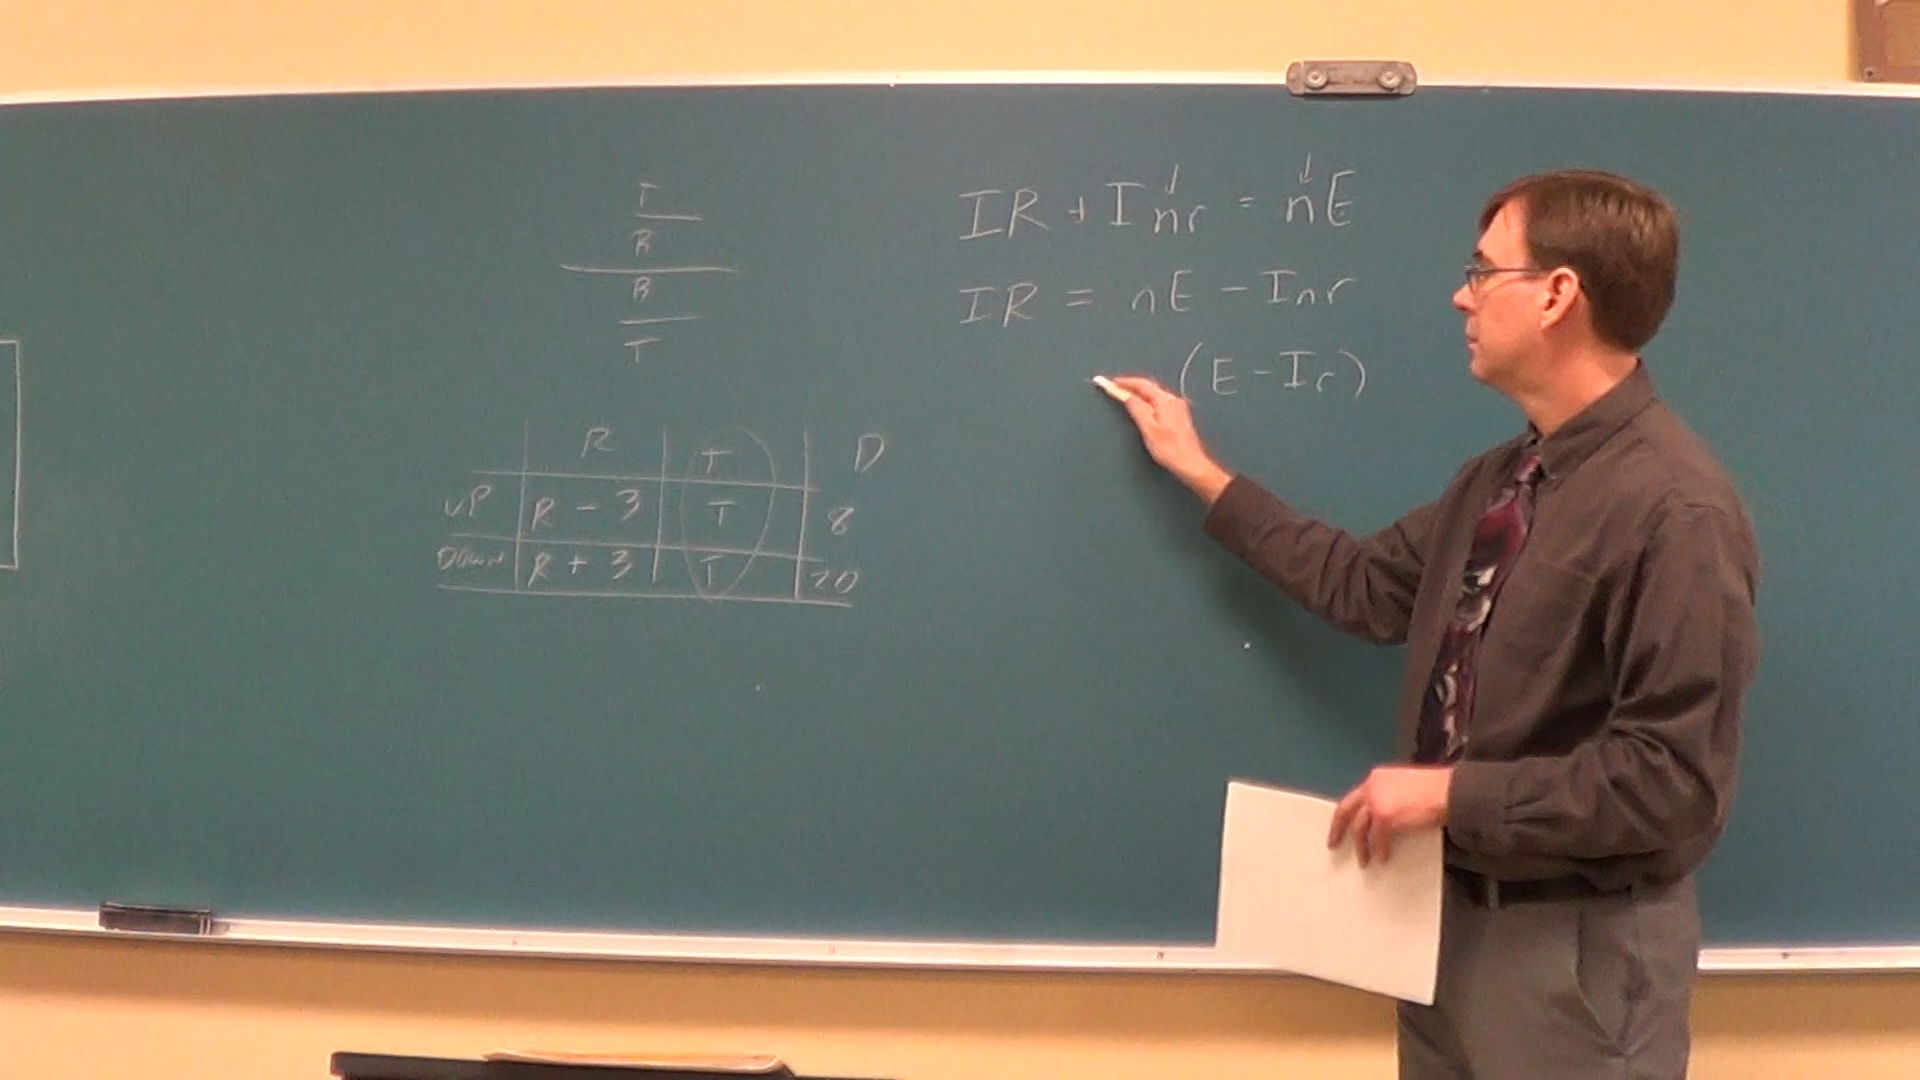 T
R
R
T
R T D
UP R - 3 T 8
DOWN R + 3 T 20
IR + Inr = nE
IR = nE - Inr
(E - Ir)